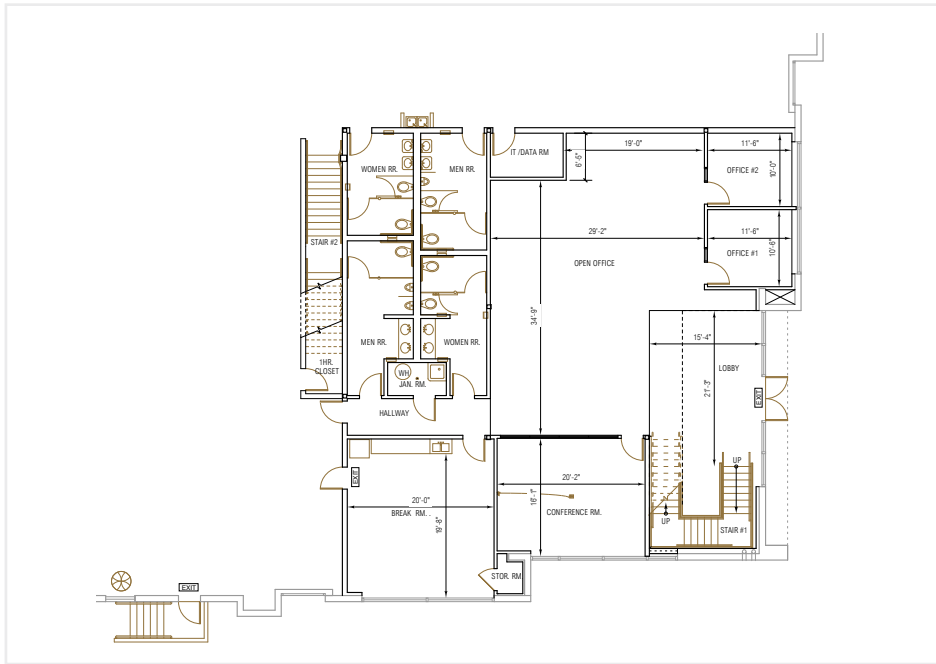 IT /DATA RM
19'-0"
6'-6"
11'-6"
OFFICE #2
10'-0"
WOMEN RR.
MEN RR.
29'-2"
OPEN OFFICE
11'-6"
OFFICE #1
10'-6"
STAIR #2
34'-9"
15'-4"
LOBBY
21'-3"
EXIT
MEN RR.
WOMEN RR.
1HR.
CLOSET
WH
JAN. RM.
HALLWAY
EXIT
20'-0"
BREAK RM. .
19'-8"
20'-2"
16'-1"
CONFERENCE RM.
UP
UP
STAIR #1
STOR. RM
EXIT